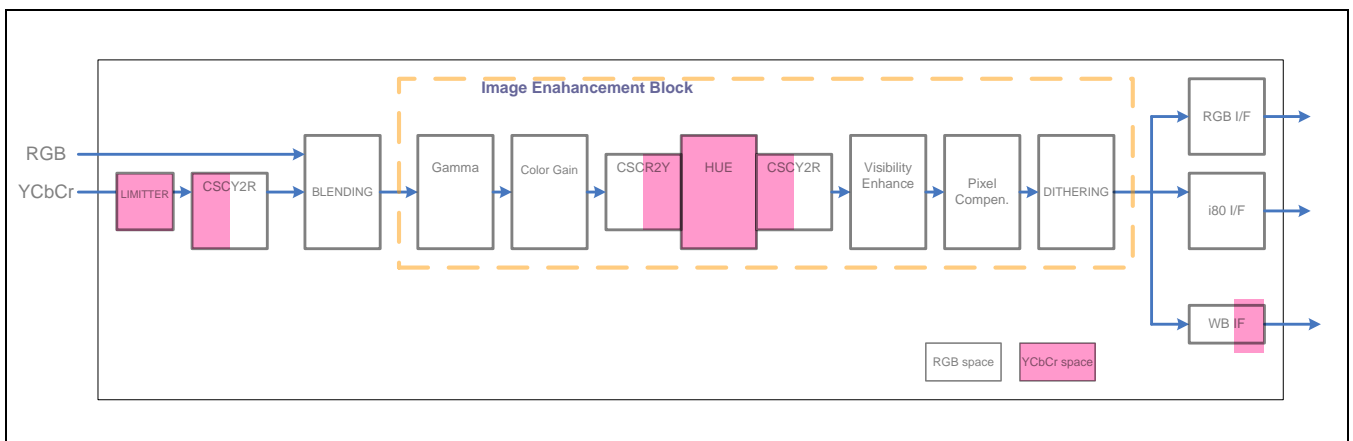 Image Enahancement Block
RGB
YCbCr
LIMITTER
CSCY2R
BLENDING
Gamma
Color Gain
CSCR2Y
HUE
CSCY2R
Visibility
Enhance
Pixel
Compen.
DITHERING
RGB I/F
i80 I/F
WB IF
RGB space
YCbCr space